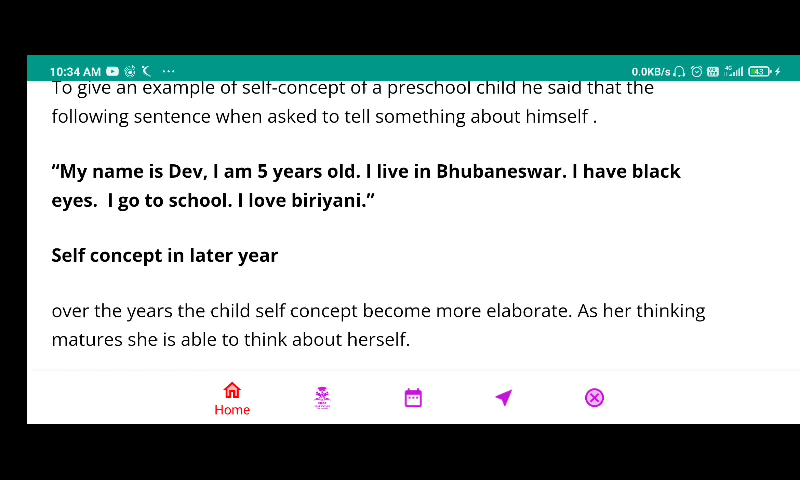 10:34 AM ...
0.0KB/s 4G 43
To give an example of self-concept of a preschool child he said that the
following sentence when asked to tell something about himself .
“My name is Dev, I am 5 years old. I live in Bhubaneswar. I have black
eyes.  I go to school. I love biriyani.”
Self concept in later year
over the years the child self concept become more elaborate. As her thinking
matures she is able to think about herself.
Home